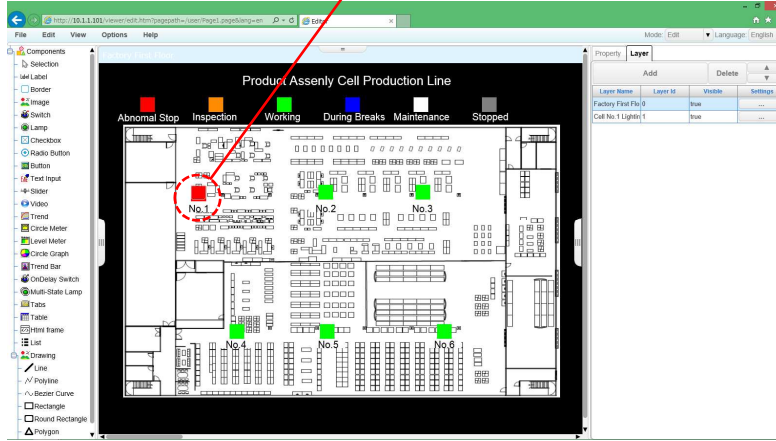 http://10.1.1.101/viewer/edit.htm?pagepath=/user/Page1.page&lang=en
Edit
File Edit View Options Help
Mode: Edit
Language: English
Components
Selection
Label Label
Border
Image
Switch
Lamp
Checkbox
Radio Button
Button
Text Input
Slider
Video
Trend
Circle Meter
Level Meter
Circle Graph
Trend Bar
OnDelay Switch
Multi-State Lamp
Tabs
Table
Html frame
List
Drawing
Line
Polyline
Bezier Curve
Rectangle
Round Rectangle
Polygon
Factory First Floor
Product Assenly Cell Production Line
Abnomal Stop Inspection Working During Breaks Maintenance Stopped
No.1 No.2 No.3
No.4 No.5 No.6
Property Layer
Add Delete
Layer Name Layer Id Visible Settings
Factory First Flo 0 true ...
Cell No.1 Lightin 1 true ...